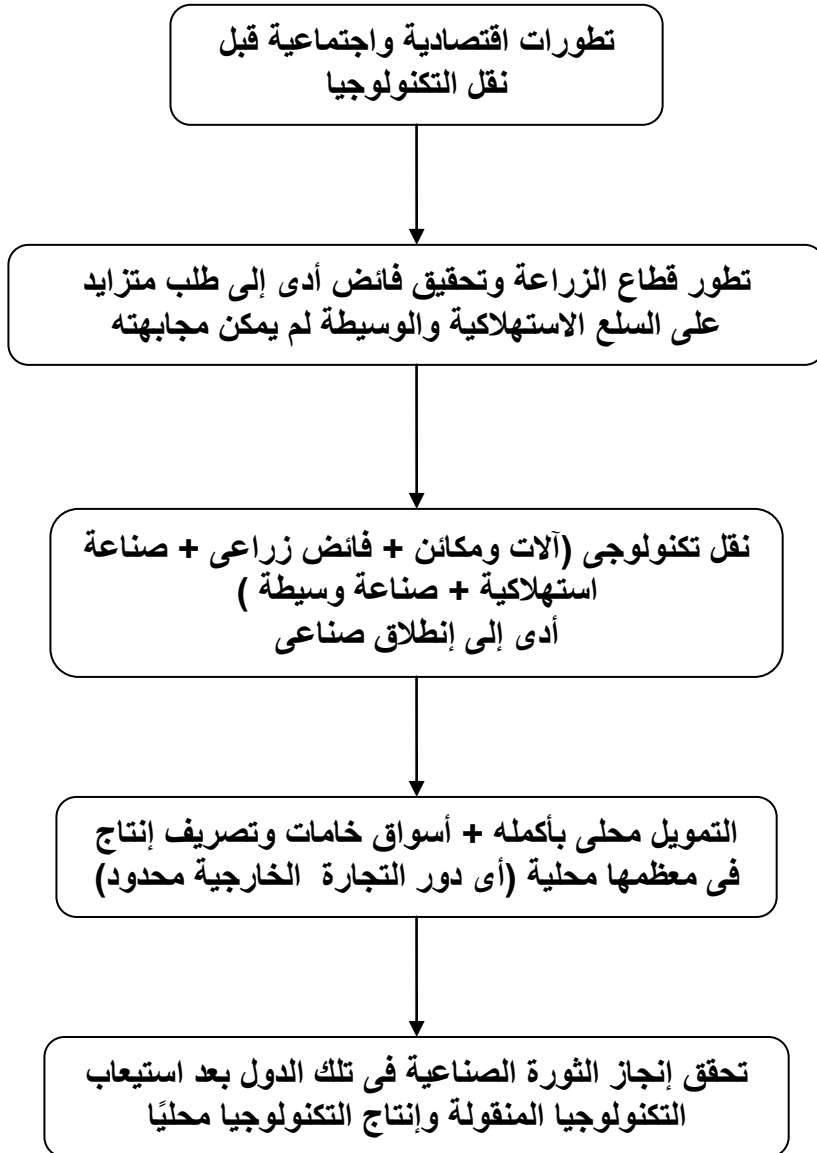 تطورات اقتصادية واجتماعية قبل
نقل التكنولوجيا
تطور قطاع الزراعة وتحقيق فائض أدى إلى طلب متزايد
على السلع الاستهلاكية والوسيطة لم يمكن مجابهته
نقل تكنولوجى (آلات ومكائن + فائض زراعى + صناعة
استهلاكية + صناعة وسيطة )
أدى إلى إنطلاق صناعى
التمويل محلى بأكمله + أسواق خامات وتصريف إنتاج
فى معظمها محلية (أى دور التجارة الخارجية محدود)
تحقق إنجاز الثورة الصناعية فى تلك الدول بعد استيعاب
التكنولوجيا المنقولة وإنتاج التكنولوجيا محليًا